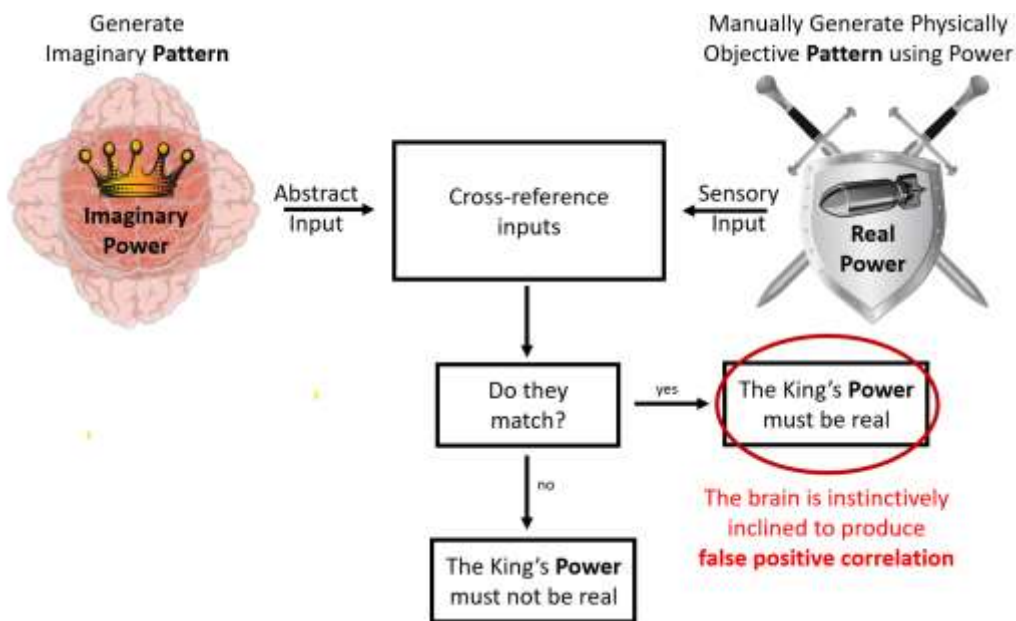 Generate
Imaginary Pattern
Manually Generate Physically
Objective Pattern using Power
Imaginary
Power
Abstract
Input
Cross-reference
inputs
Sensory
Input
Real
Power
Do they
match?
yes
The King's Power
must be real
no
The brain is instinctively
inclined to produce
false positive correlation
The King's Power
must not be real